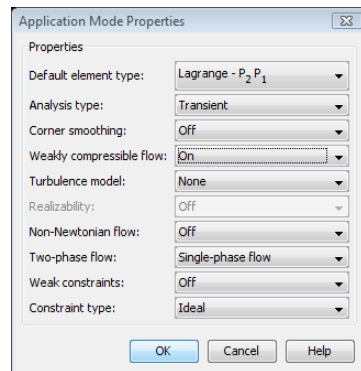 Application Mode Properties
Properties
Default element type: Lagrange - P2 P1
Analysis type: Transient
Corner smoothing: Off
Weakly compressible flow: On
Turbulence model: None
Realizability: Off
Non-Newtonian flow: Off
Two-phase flow: Single-phase flow
Weak constraints: Off
Constraint type: Ideal
OK Cancel Help